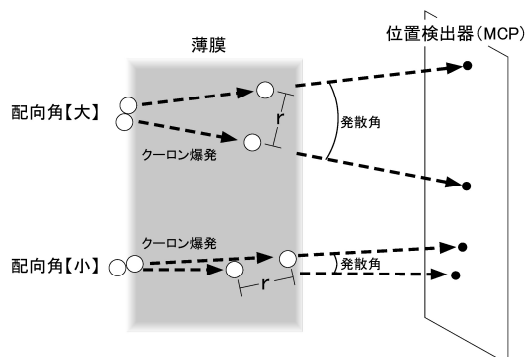 薄膜
位置検出器(MCP)
配向角【大】
r
発散角
クーロン爆発
クーロン爆発
配向角【小】
r
発散角